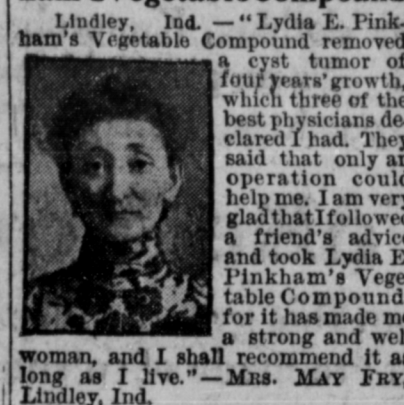 Lindley, Ind. —"Lydia E. Pink-
ham's Vegetable Compound removed
a cyst tumor of
four years' growth,
which three of the
best physicians de
clared I had. They
said that only an
operation could
help me. I am very
glad that I followed
a friend's advice
and took Lydia E
Pinkham's Vege
table Compound
for it has made me
a strong and wel
woman, and I shall recommend it as
long as I live."—MRS. MAY FRY,
Lindley, Ind.